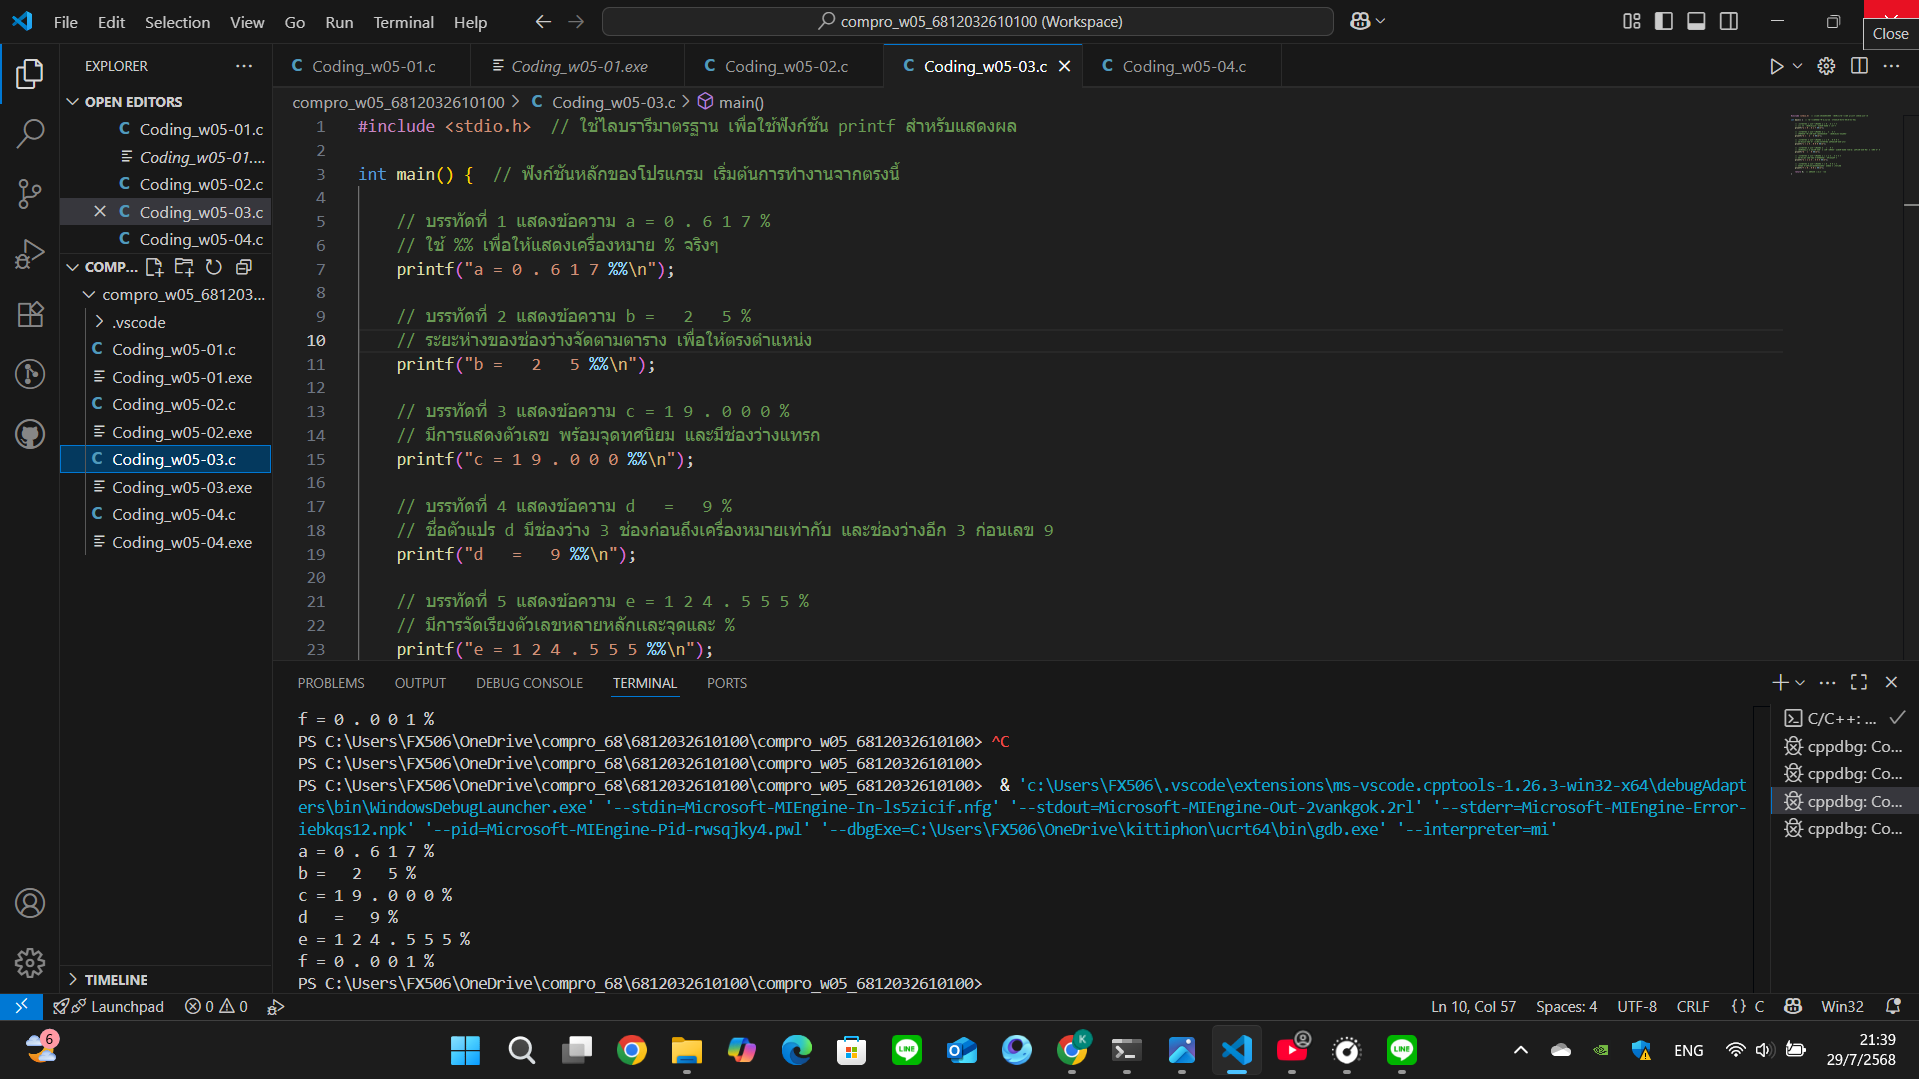 File Edit Selection View Go Run Terminal Help
compro_w05_6812032610100 (Workspace)
Close
EXPLORER
OPEN EDITORS
Coding_w05-01.c
Coding_w05-01....
Coding_w05-02.c
Coding_w05-03.c
Coding_w05-04.c
COMP...
compro_w05_681203...
.vscode
Coding_w05-01.c
Coding_w05-01.exe
Coding_w05-02.c
Coding_w05-02.exe
Coding_w05-03.c
Coding_w05-03.exe
Coding_w05-04.c
Coding_w05-04.exe
TIMELINE
Coding_w05-01.c Coding_w05-01.exe Coding_w05-02.c Coding_w05-03.c Coding_w05-04.c
compro_w05_6812032610100 > C Coding_w05-03.c > main()
1 #include <stdio.h>  // ใช้ไลบรารีมาตรฐาน เพื่อใช้ฟังก์ชัน printf สำหรับแสดงผล
2
3 int main() {  // ฟังก์ชันหลักของโปรแกรม เริ่มต้นการทำงานจากตรงนี้
4
5 // บรรทัดที่ 1 แสดงข้อความ a = 0 . 6 1 7 %
6 // ใช้ %% เพื่อให้แสดงเครื่องหมาย % จริงๆ
7 printf("a = 0 . 6 1 7 %%\n");
8
9 // บรรทัดที่ 2 แสดงข้อความ b =   2   5 %
10 // ระยะห่างของช่องว่างจัดตามตาราง เพื่อให้ตรงตำแหน่ง
11 printf("b =   2   5 %%\n");
12
13 // บรรทัดที่ 3 แสดงข้อความ c = 1 9 . 0 0 0 %
14 // มีการแสดงตัวเลข พร้อมจุดทศนิยม และมีช่องว่างแทรก
15 printf("c = 1 9 . 0 0 0 %%\n");
16
17 // บรรทัดที่ 4 แสดงข้อความ d   =   9 %
18 // ชื่อตัวแปร d มีช่องว่าง 3 ช่องก่อนถึงเครื่องหมายเท่ากับ และช่องว่างอีก 3 ก่อนเลข 9
19 printf("d   =   9 %%\n");
20
21 // บรรทัดที่ 5 แสดงข้อความ e = 1 2 4 . 5 5 5 %
22 // มีการจัดเรียงตัวเลขหลายหลักและจุดและ %
23 printf("e = 1 2 4 . 5 5 5 %%\n");
PROBLEMS OUTPUT DEBUG CONSOLE TERMINAL PORTS
f = 0 . 0 0 1 %
PS C:\Users\FX506\OneDrive\compro_68\6812032610100\compro_w05_6812032610100> ^C
PS C:\Users\FX506\OneDrive\compro_68\6812032610100\compro_w05_6812032610100>
PS C:\Users\FX506\OneDrive\compro_68\6812032610100\compro_w05_6812032610100>  & 'c:\Users\FX506\.vscode\extensions\ms-vscode.cpptools-1.26.3-win32-x64\debugAdapt
ers\bin\WindowsDebugLauncher.exe' '--stdin=Microsoft-MIEngine-In-ls5zicif.nfg' '--stdout=Microsoft-MIEngine-Out-2vankgok.2rl' '--stderr=Microsoft-MIEngine-Error-
iebkqs12.npk' '--pid=Microsoft-MIEngine-Pid-rwsqjky4.pwl' '--dbgExe=C:\Users\FX506\OneDrive\kittiphon\ucrt64\bin\gdb.exe' '--interpreter=mi'
a = 0 . 6 1 7 %
b =   2   5 %
c = 1 9 . 0 0 0 %
d   =   9 %
e = 1 2 4 . 5 5 5 %
f = 0 . 0 0 1 %
PS C:\Users\FX506\OneDrive\compro_68\6812032610100\compro_w05_6812032610100>
C/C++: ...
cppdbg: Co...
cppdbg: Co...
cppdbg: Co...
cppdbg: Co...
Launchpad 0 0 Ln 10, Col 57 Spaces: 4 UTF-8 CRLF {} C Win32
6 ENG 21:39
29/7/2568